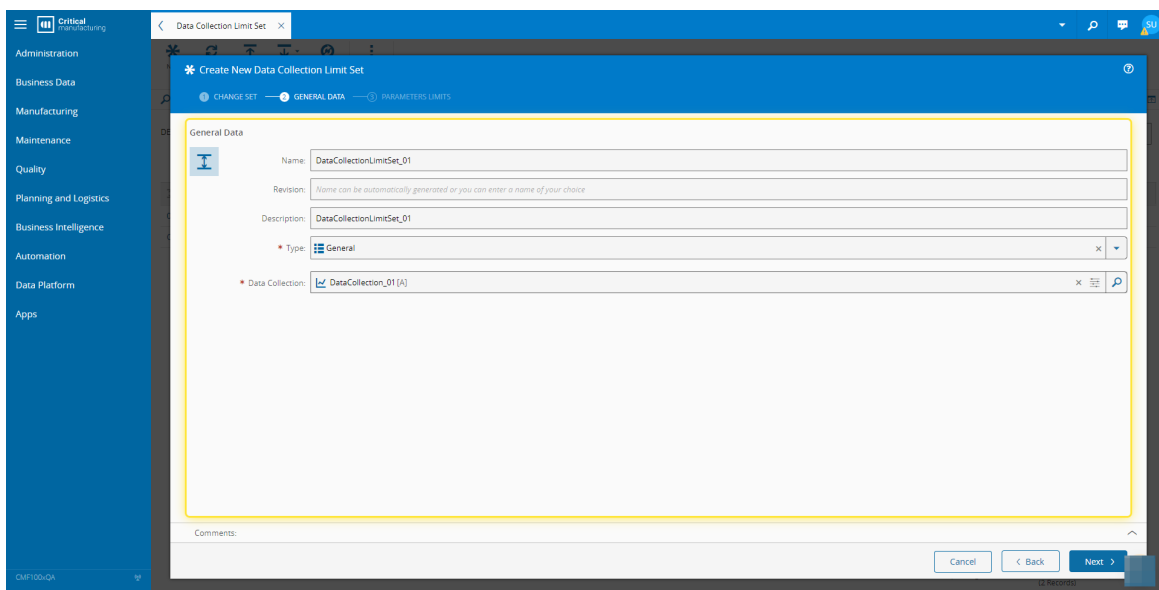 Critical
manufacturing
Data Collection Limit Set
SU
Administration
Business Data
Manufacturing
Maintenance
Quality
Planning and Logistics
Business Intelligence
Automation
Data Platform
Apps
CMF100xQA
Create New Data Collection Limit Set
1 CHANGE SET 2 GENERAL DATA 3 PARAMETERS LIMITS
General Data
Name: DataCollectionLimitSet_01
Revision: Name can be automatically generated or you can enter a name of your choice
Description: DataCollectionLimitSet_01
* Type: General
* Data Collection: DataCollection_01 [A]
Comments:
Cancel
Back
Next
(2 Records)